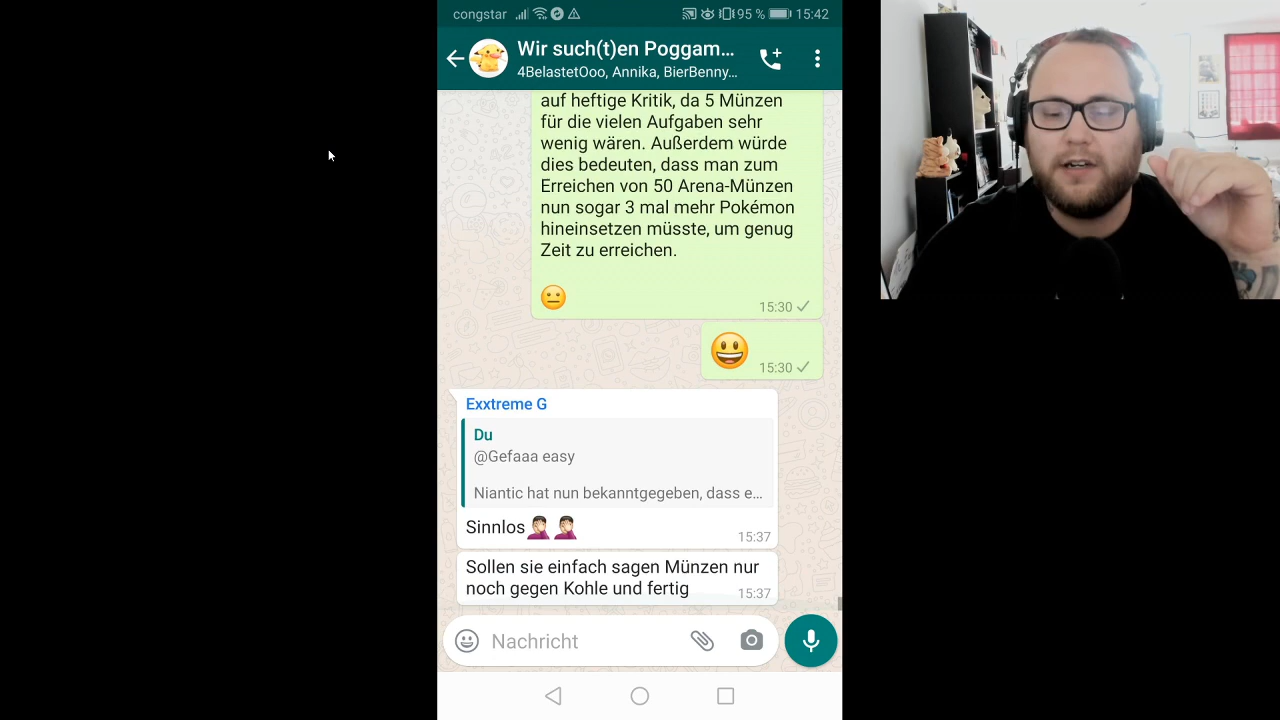 congstar 95 % 15:42
Wir such(t)en Poggam...
4BelastetOoo, Annika, BierBenny...
auf heftige Kritik, da 5 Münzen
für die vielen Aufgaben sehr
wenig wären. Außerdem würde
dies bedeuten, dass man zum
Erreichen von 50 Arena-Münzen
nun sogar 3 mal mehr Pokémon
hineinsetzen müsste, um genug
Zeit zu erreichen.
😐 15:30
😃 15:30
Exxtreme G
Du
@Gefaaa easy
Niantic hat nun bekanntgegeben, dass e...
Sinnlos🤦🤦 15:37
Sollen sie einfach sagen Münzen nur
noch gegen Kohle und fertig 15:37
Nachricht